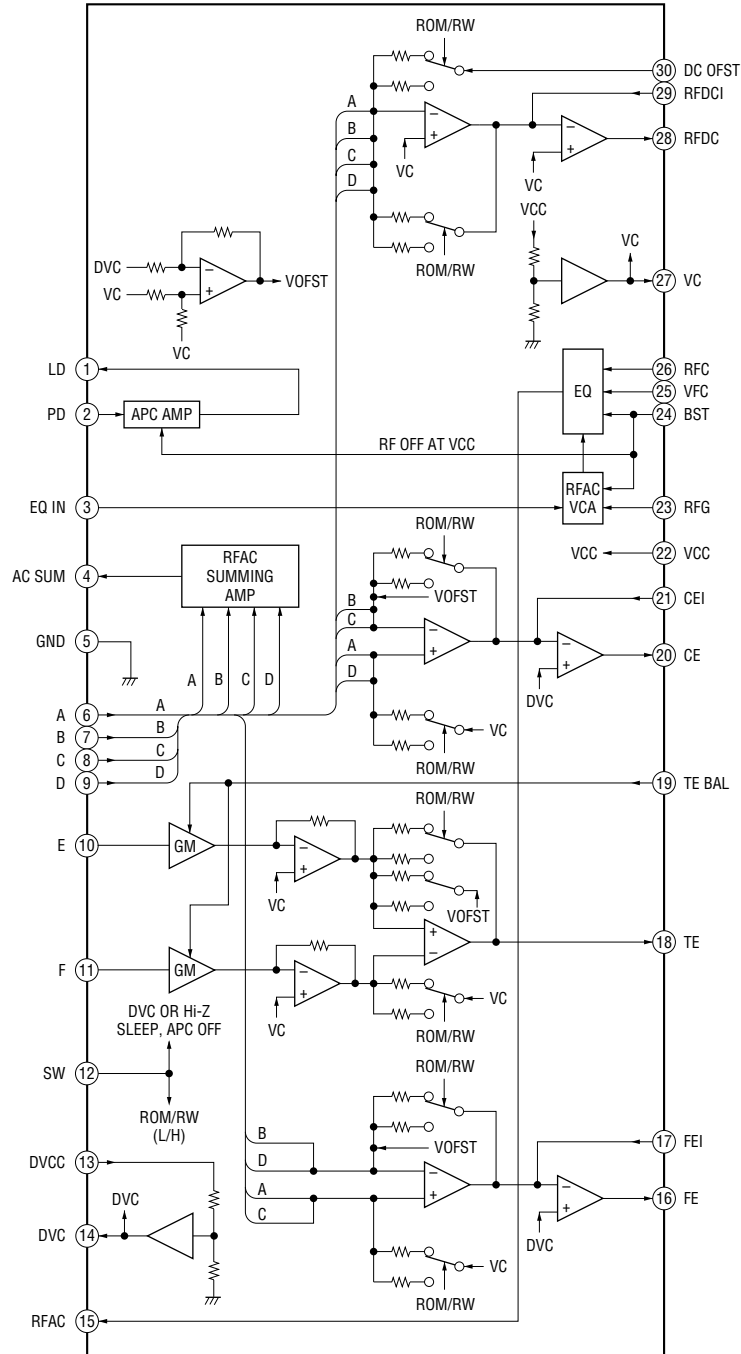 ROM/RW
30 DC OFST
29 RFDCI
A
B
VC
28 RFDC
C
D
VC
VCC
VC
DVC
VOFST
VC
27 VC
ROM/RW
VC
LD 1
26 RFC
EQ
25 VFC
PD 2
APC AMP
24 BST
RF OFF AT VCC
EQ IN 3
RFAC
VCA
23 RFG
ROM/RW
VCC
22 VCC
AC SUM 4
RFAC
SUMMING
AMP
VOFST
21 CEI
B
C
GND 5
A
20 CE
D
DVC
A
B
C
D
VC
A 6
A
B 7
B
ROM/RW
C 8
C
D 9
D
19 TE BAL
ROM/RW
E 10
GM
VC
VOFST
18 TE
F 11
GM
VC
VC
DVC OR Hi-Z
SLEEP, APC OFF
ROM/RW
SW 12
ROM/RW
ROM/RW
(L/H)
B
VOFST
17 FEI
DVCC 13
D
A
16 FE
DVC
C
DVC
DVC 14
VC
ROM/RW
RFAC 15